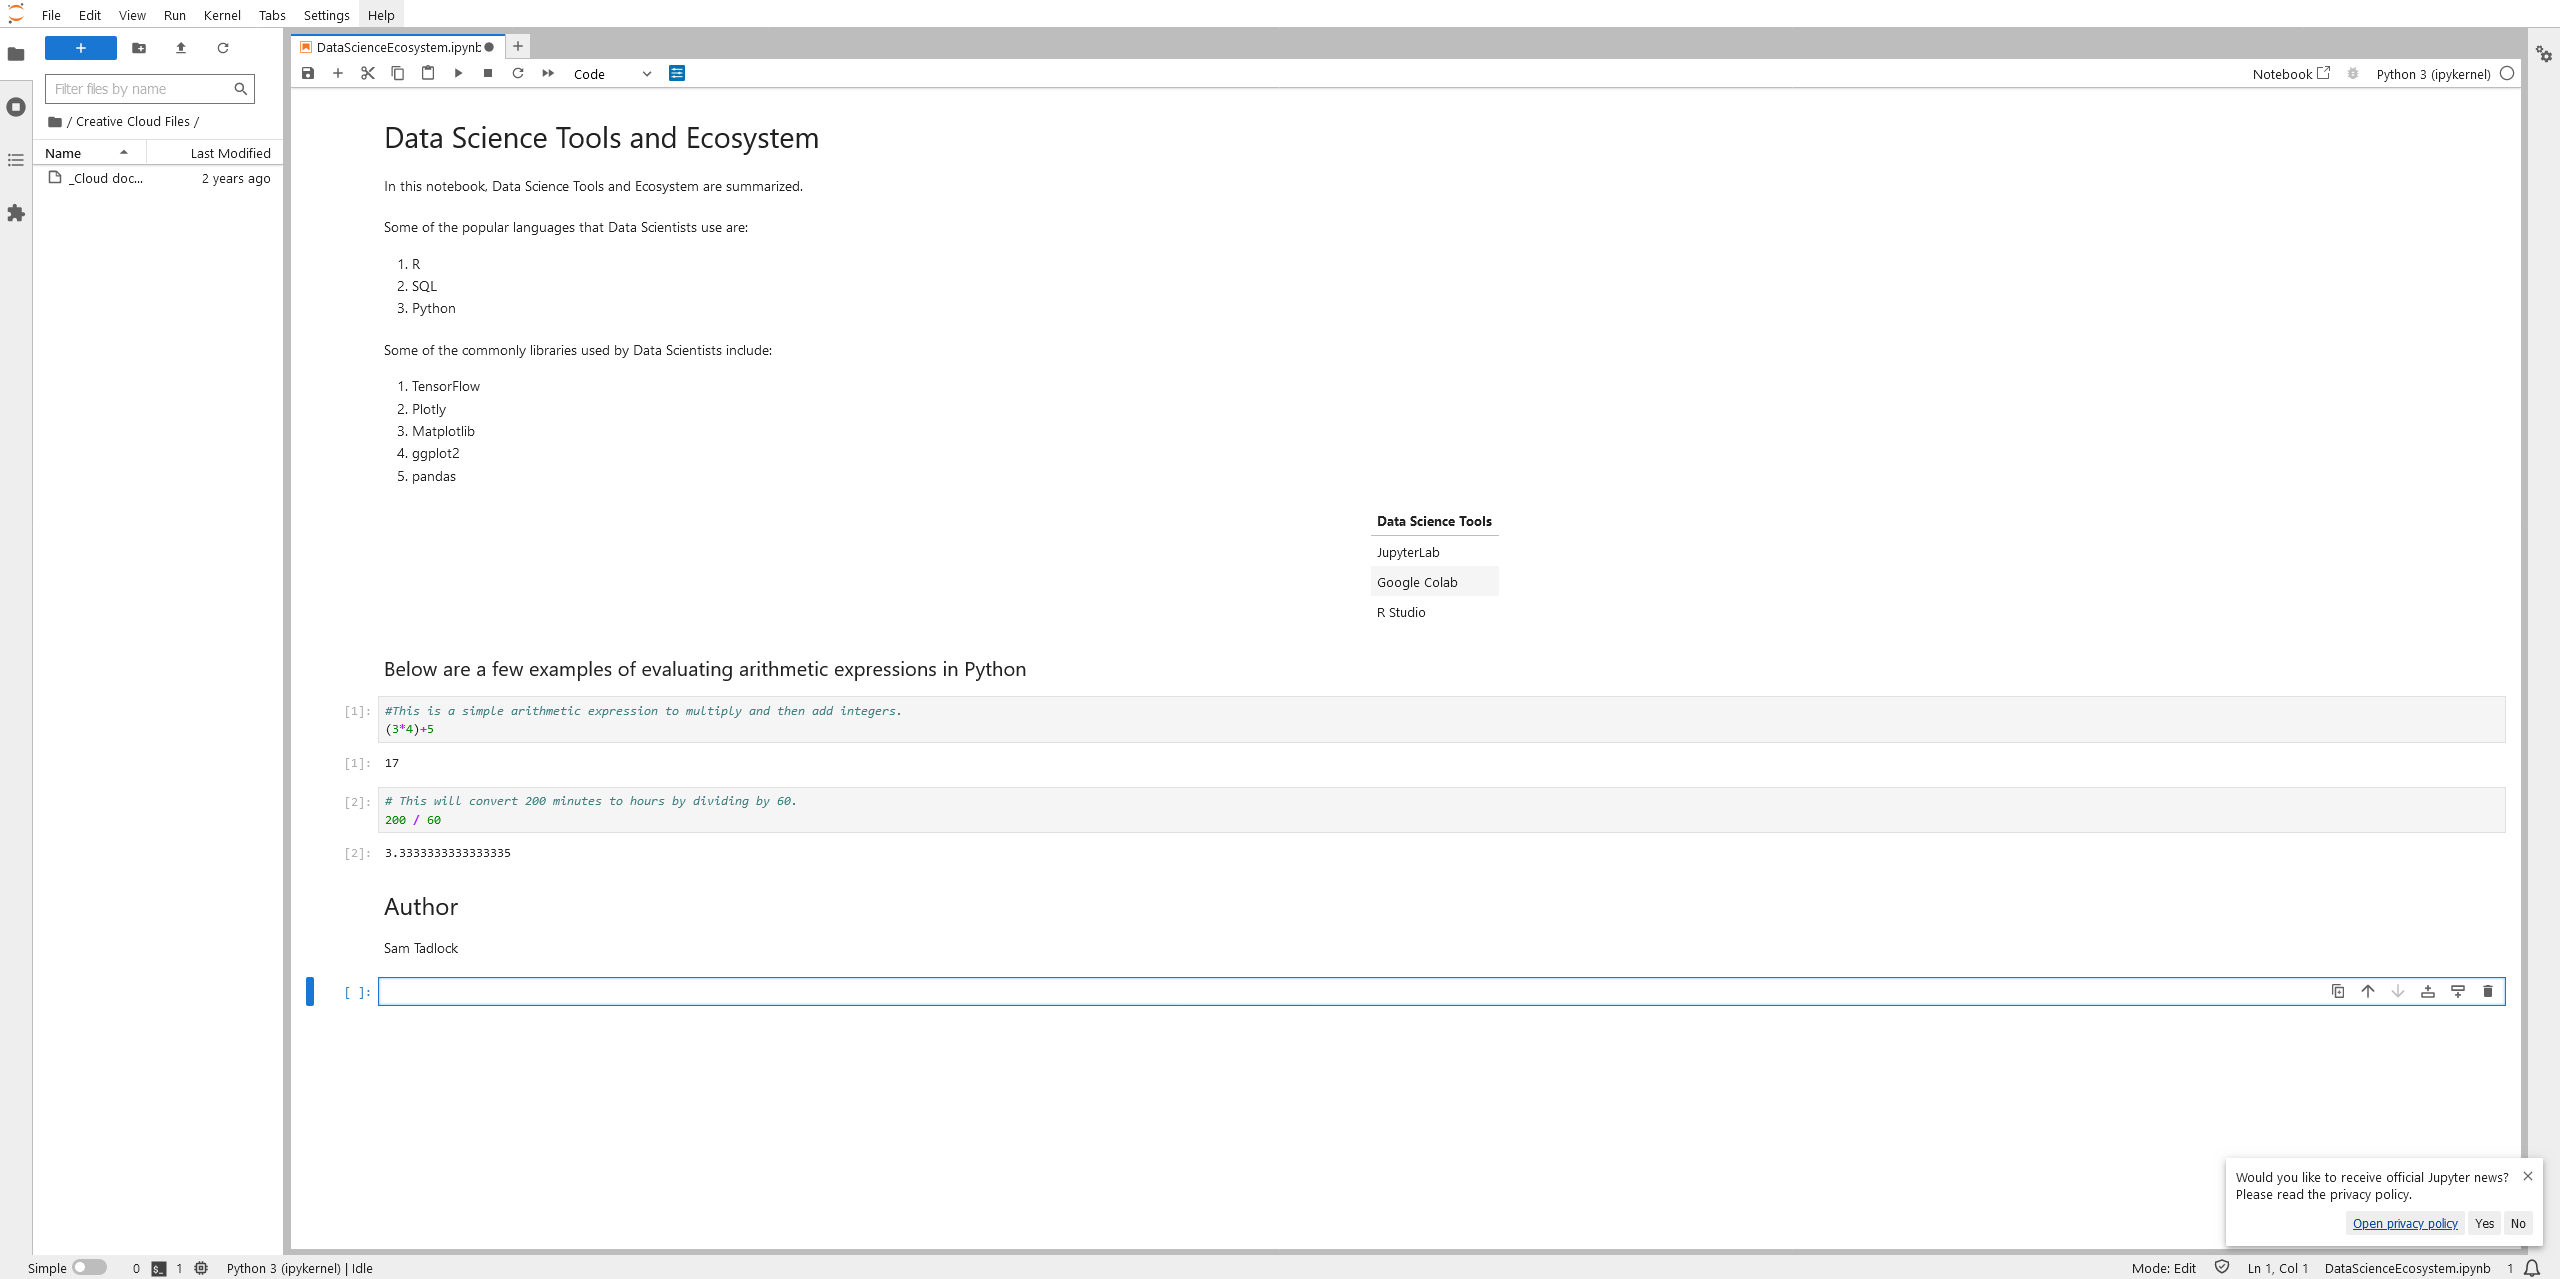 File Edit View Run Kernel Tabs Settings Help
DataScienceEcosystem.ipynb
Code
Notebook
Python 3 (ipykernel)
Filter files by name
/ Creative Cloud Files /
Name
Last Modified
_Cloud doc...
2 years ago
Data Science Tools and Ecosystem
In this notebook, Data Science Tools and Ecosystem are summarized.
Some of the popular languages that Data Scientists use are:
1. R
2. SQL
3. Python
Some of the commonly libraries used by Data Scientists include:
1. TensorFlow
2. Plotly
3. Matplotlib
4. ggplot2
5. pandas
Data Science Tools
JupyterLab
Google Colab
R Studio
Below are a few examples of evaluating arithmetic expressions in Python
[1]: #This is a simple arithmetic expression to multiply and then add integers.
(3*4)+5
[1]: 17
[2]: # This will convert 200 minutes to hours by dividing by 60.
200 / 60
[2]: 3.3333333333333335
Author
Sam Tadlock
[ ]:
Would you like to receive official Jupyter news?
Please read the privacy policy.
Open privacy policy
Yes
No
Simple
0
$_
1
Python 3 (ipykernel) | Idle
Mode: Edit
Ln 1, Col 1
DataScienceEcosystem.ipynb
1